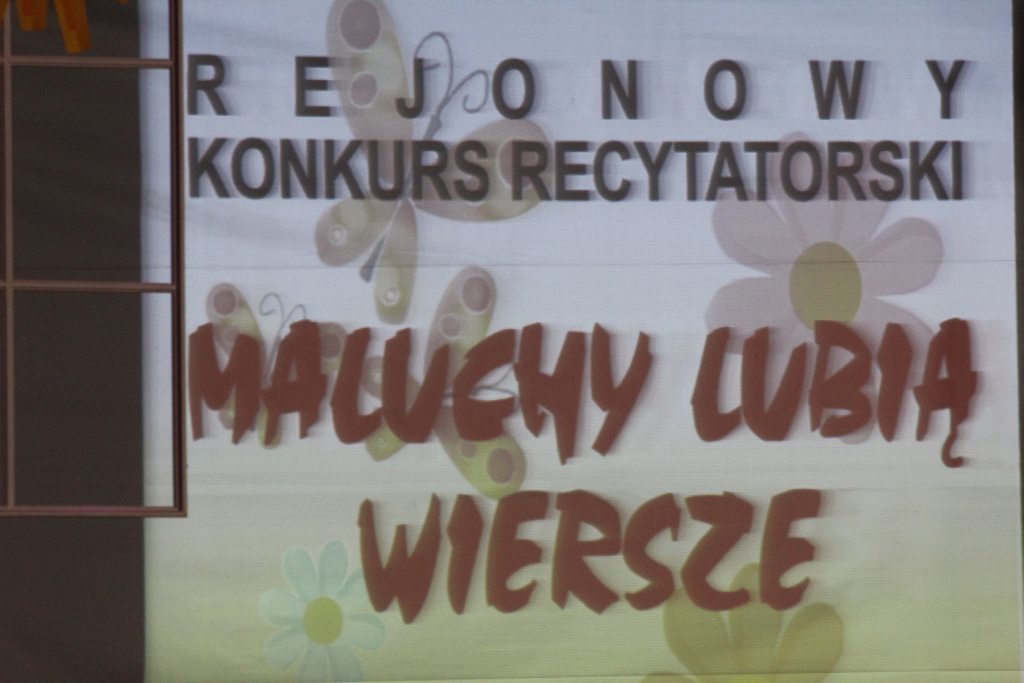 REJONOWY
KONKURS RECYTATORSKI
MALUCHY LUBIĄ
WIERSZE